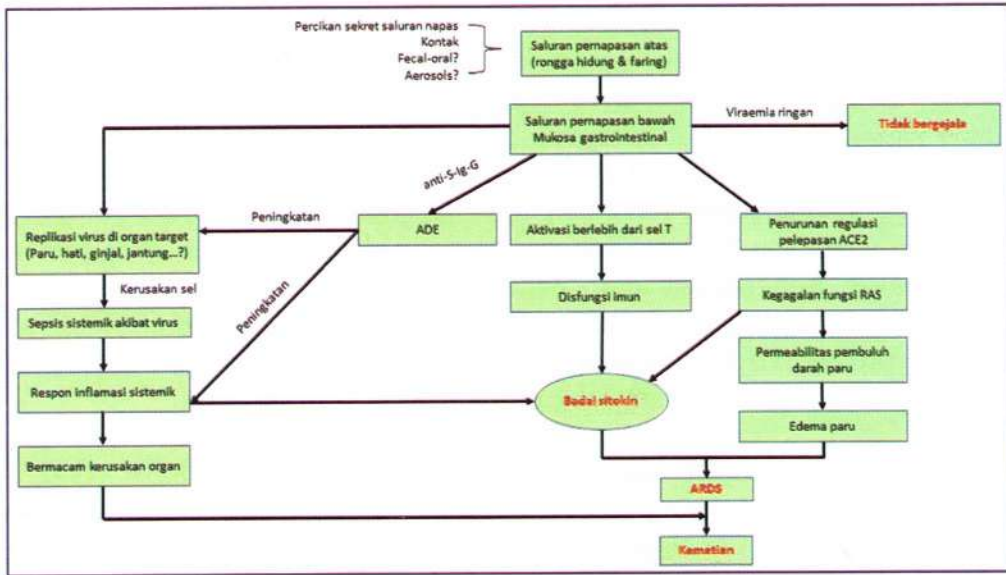 Percikan sekret saluran napas
Kontak
Fecal-oral?
Aerosols?
Saluran pernapasan atas
(rongga hidung & faring)
Saluran pernapasan bawah
Mukosa gastrointestinal
Viraemia ringan
Tidak bergejala
anti-S-Ig-G
Peningkatan
ADE
Aktivasi berlebih dari sel T
Penurunan regulasi
pelepasan ACE2
Replikasi virus di organ target
(Paru, hati, ginjal, jantung...?)
Kerusakan sel
Peningkatan
Disfungsi imun
Kegagalan fungsi RAS
Sepsis sistemik akibat virus
Permeabilitas pembuluh
darah paru
Respon inflamasi sistemik
Badai sitokin
Edema paru
Bermacam kerusakan organ
ARDS
Kematian